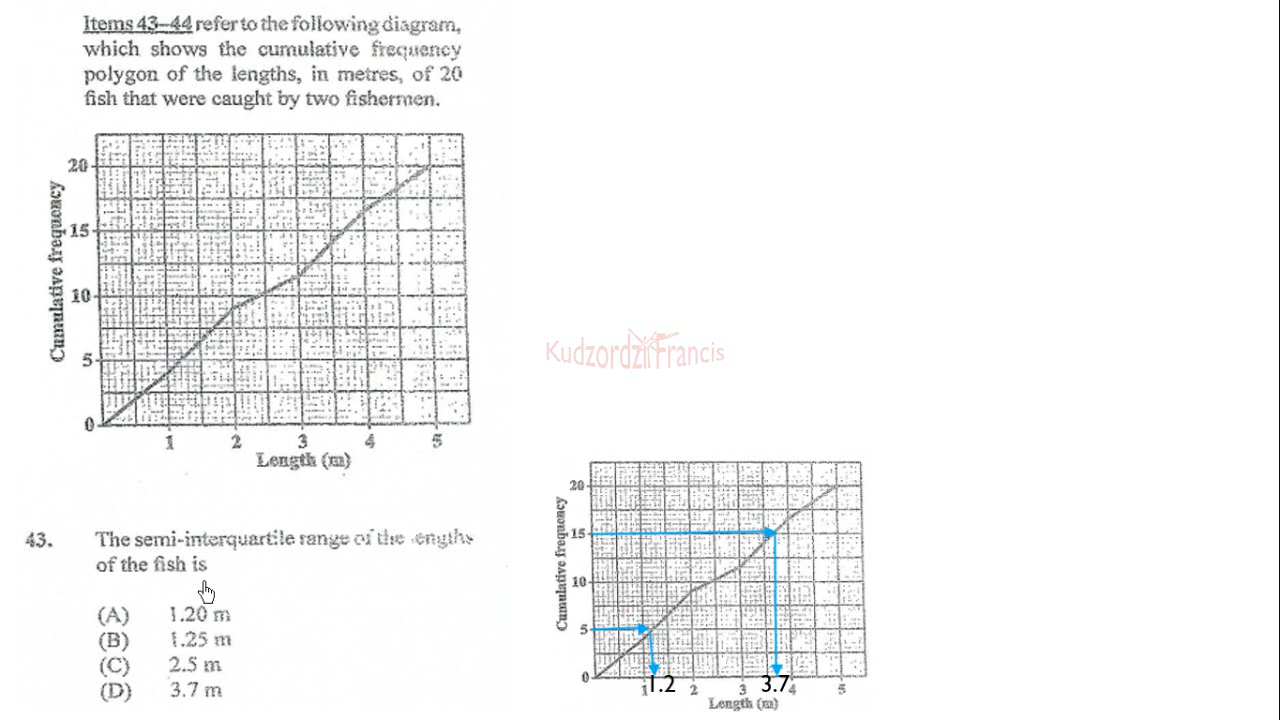 Items 43–44 refer to the following diagram,
which shows the cumulative frequency
polygon of the lengths, in metres, of 20
fish that were caught by two fishermen.
20
15
10
5
0
Cumulative frequency
1 2 3 4 5
Length (m)
43. The semi-interquartile range of the lengths
of the fish is
(A) 1.20 m
(B) 1.25 m
(C) 2.5 m
(D) 3.7 m
Kudzordzi Francis
20
15
10
5
0
Cumulative frequency
1 1.2 2 3 3.7 4 5
Length (m)